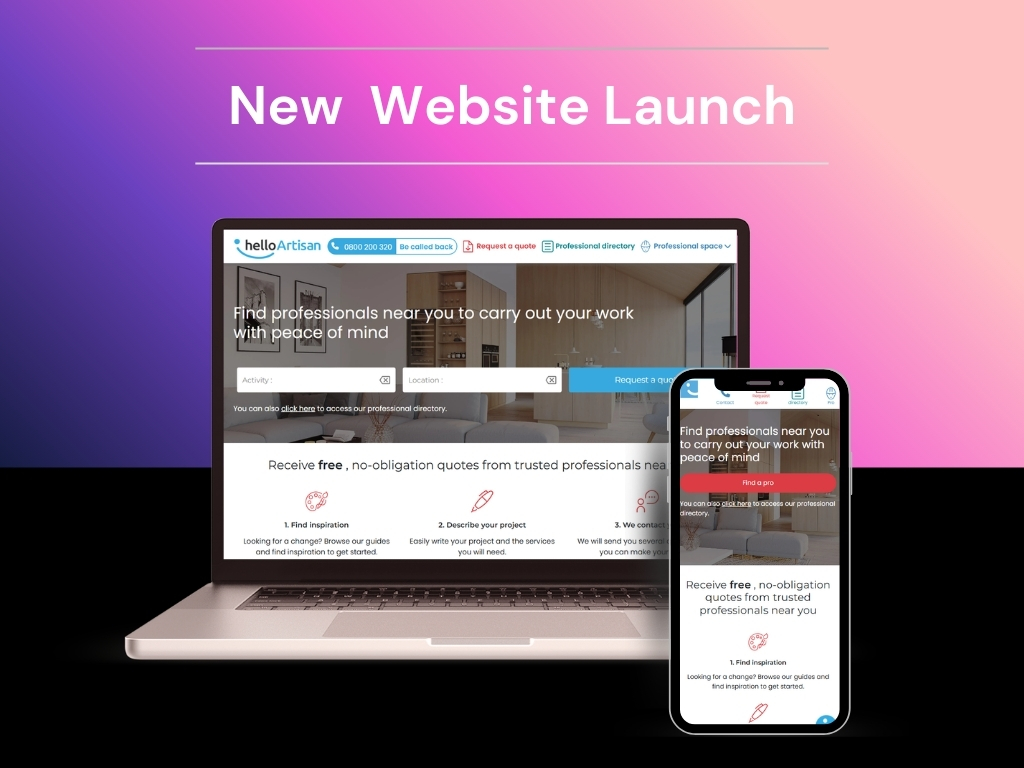 New Website Launch
helloArtisan
0800 200 320
Be called back
Request a quote
Professional directory
Professional space
Find professionals near you to carry out your work
with peace of mind
Activity :
Location :
Request a quo
You can also click here to access our professional directory.
Receive free , no-obligation quotes from trusted professionals nea
1. Find inspiration
Looking for a change? Browse our guides
and find inspiration to get started.
2. Describe your project
Easily write your project and the services
you will need.
3. We contact
We will send you several
you can make your
Contact
Request
quote
directory
Pro
Find professionals near you
to carry out your work with
peace of mind
Find a pro
You can also click here to access our professional
directory.
Receive free , no-obligation
quotes from trusted
professionals near you
1. Find inspiration
Looking for a change? Browse our guides and
find inspiration to get started.